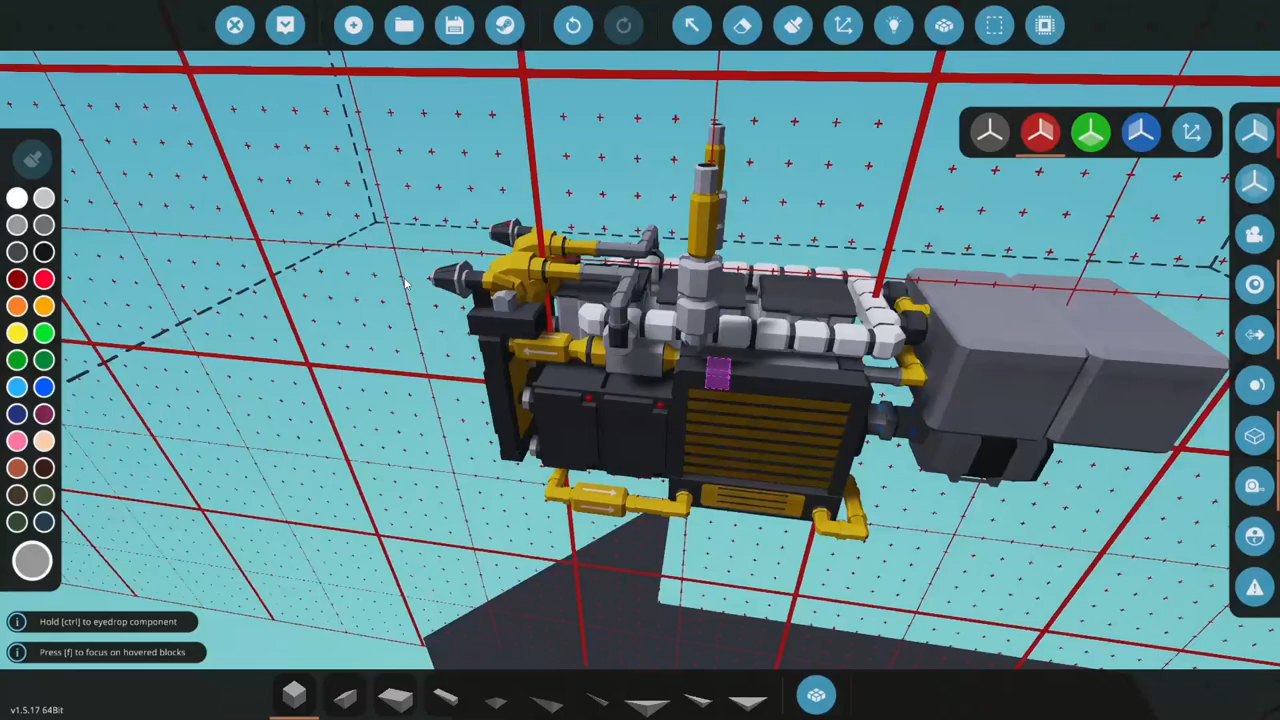 Hold [ctrl] to eyedrop component
Press [f] to focus on hovered blocks
v1.5.17 64Bit